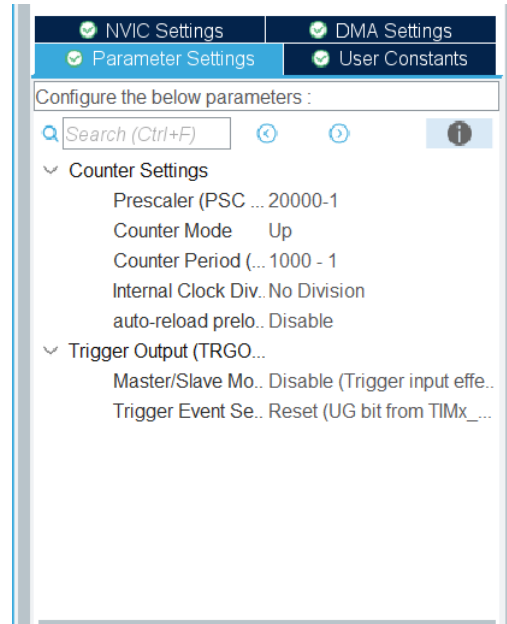 NVIC Settings DMA Settings
Parameter Settings User Constants
Configure the below parameters :
Search (Ctrl+F)
Counter Settings
Prescaler (PSC ... 20000-1
Counter Mode Up
Counter Period (... 1000 - 1
Internal Clock Div.. No Division
auto-reload prelo.. Disable
Trigger Output (TRGO...
Master/Slave Mo.. Disable (Trigger input effe..
Trigger Event Se.. Reset (UG bit from TIMx_...